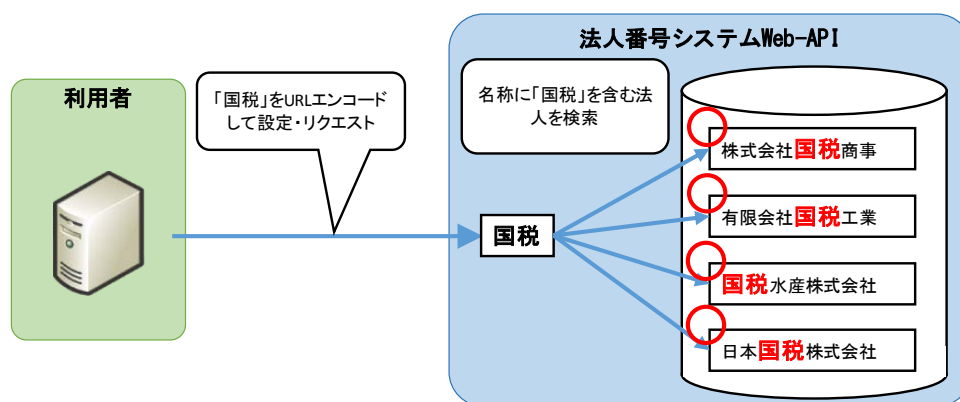 法人番号システムWeb-API
利用者
「国税」をURLエンコード
して設定・リクエスト
名称に「国税」を含む法
人を検索
国税
株式会社国税商事
有限会社国税工業
国税水産株式会社
日本国税株式会社